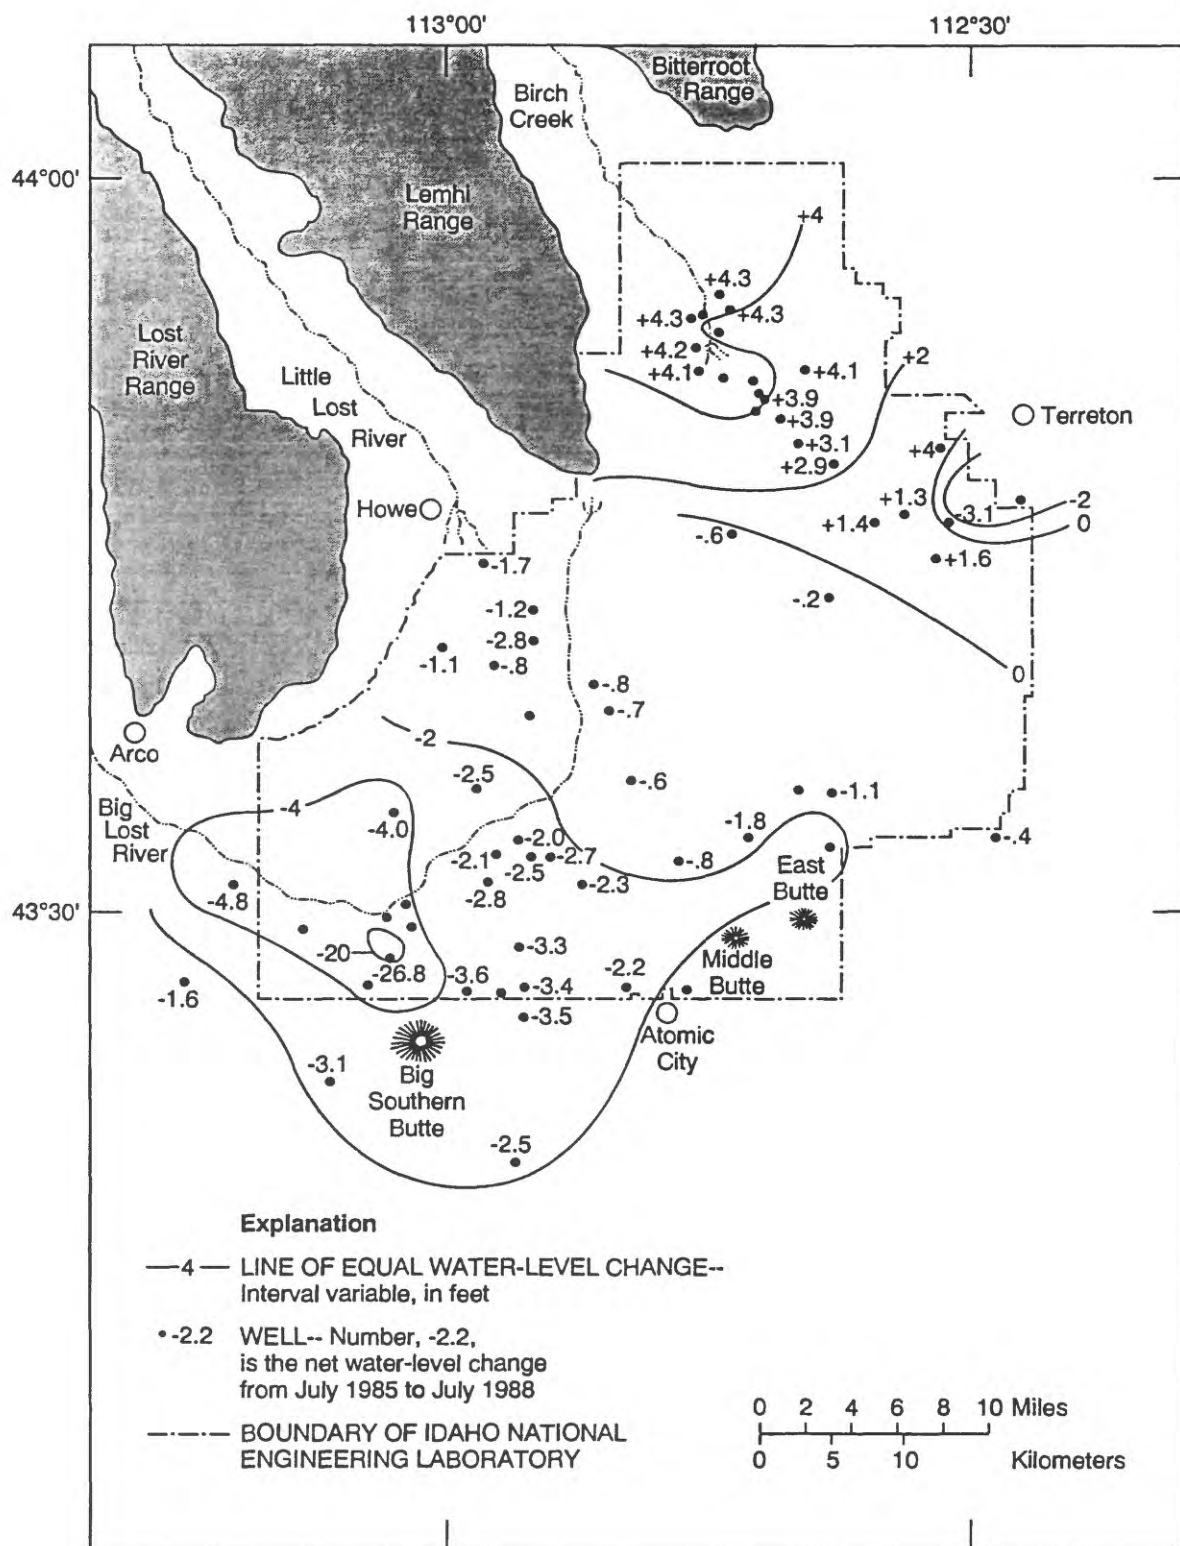 113°00'
112°30'
Bitterroot
Range
Birch
Creek
44°00'
Lemhi
Range
+4
+4.3
+4.3
+4.3
+4.2
+4.1
+4.1
+2
Lost
River
Range
Little
Lost
River
+3.9
+3.9
Terreton
+3.1
+4
+2.9
Howe
+1.3
-2
+1.4
-3.1
0
-.6
+1.6
-1.7
-.2
-1.2
-2.8
-1.1
-.8
0
-.8
-.7
Arco
-2
-2.5
-.6
-1.1
Big
Lost
River
-4
-4.0
-2.0
-1.8
-.4
-2.1
-2.5
-2.7
-.8
East
Butte
-4.8
-2.8
-2.3
43°30'
-20
-3.3
Middle
Butte
-26.8
-3.6
-3.4
-2.2
-1.6
-3.5
Atomic
City
-3.1
Big
Southern
Butte
-2.5
Explanation
—4— LINE OF EQUAL WATER-LEVEL CHANGE--
Interval variable, in feet
•-2.2 WELL-- Number, -2.2,
is the net water-level change
from July 1985 to July 1988
BOUNDARY OF IDAHO NATIONAL
ENGINEERING LABORATORY
0 2 4 6 8 10 Miles
0 5 10 Kilometers